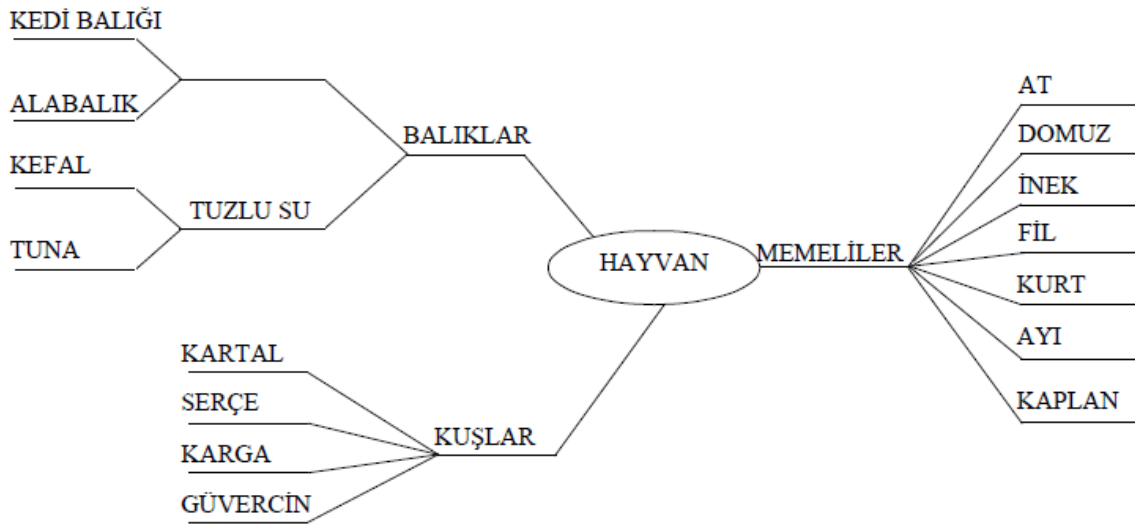 KEDİ BALIĞI
ALABALIK
BALIKLAR
KEFAL
TUZLU SU
TUNA
HAYVAN
MEMELİLER
AT
DOMUZ
İNEK
FİL
KURT
AYI
KAPLAN
KARTAL
SERÇE
KUŞLAR
KARGA
GÜVERCİN